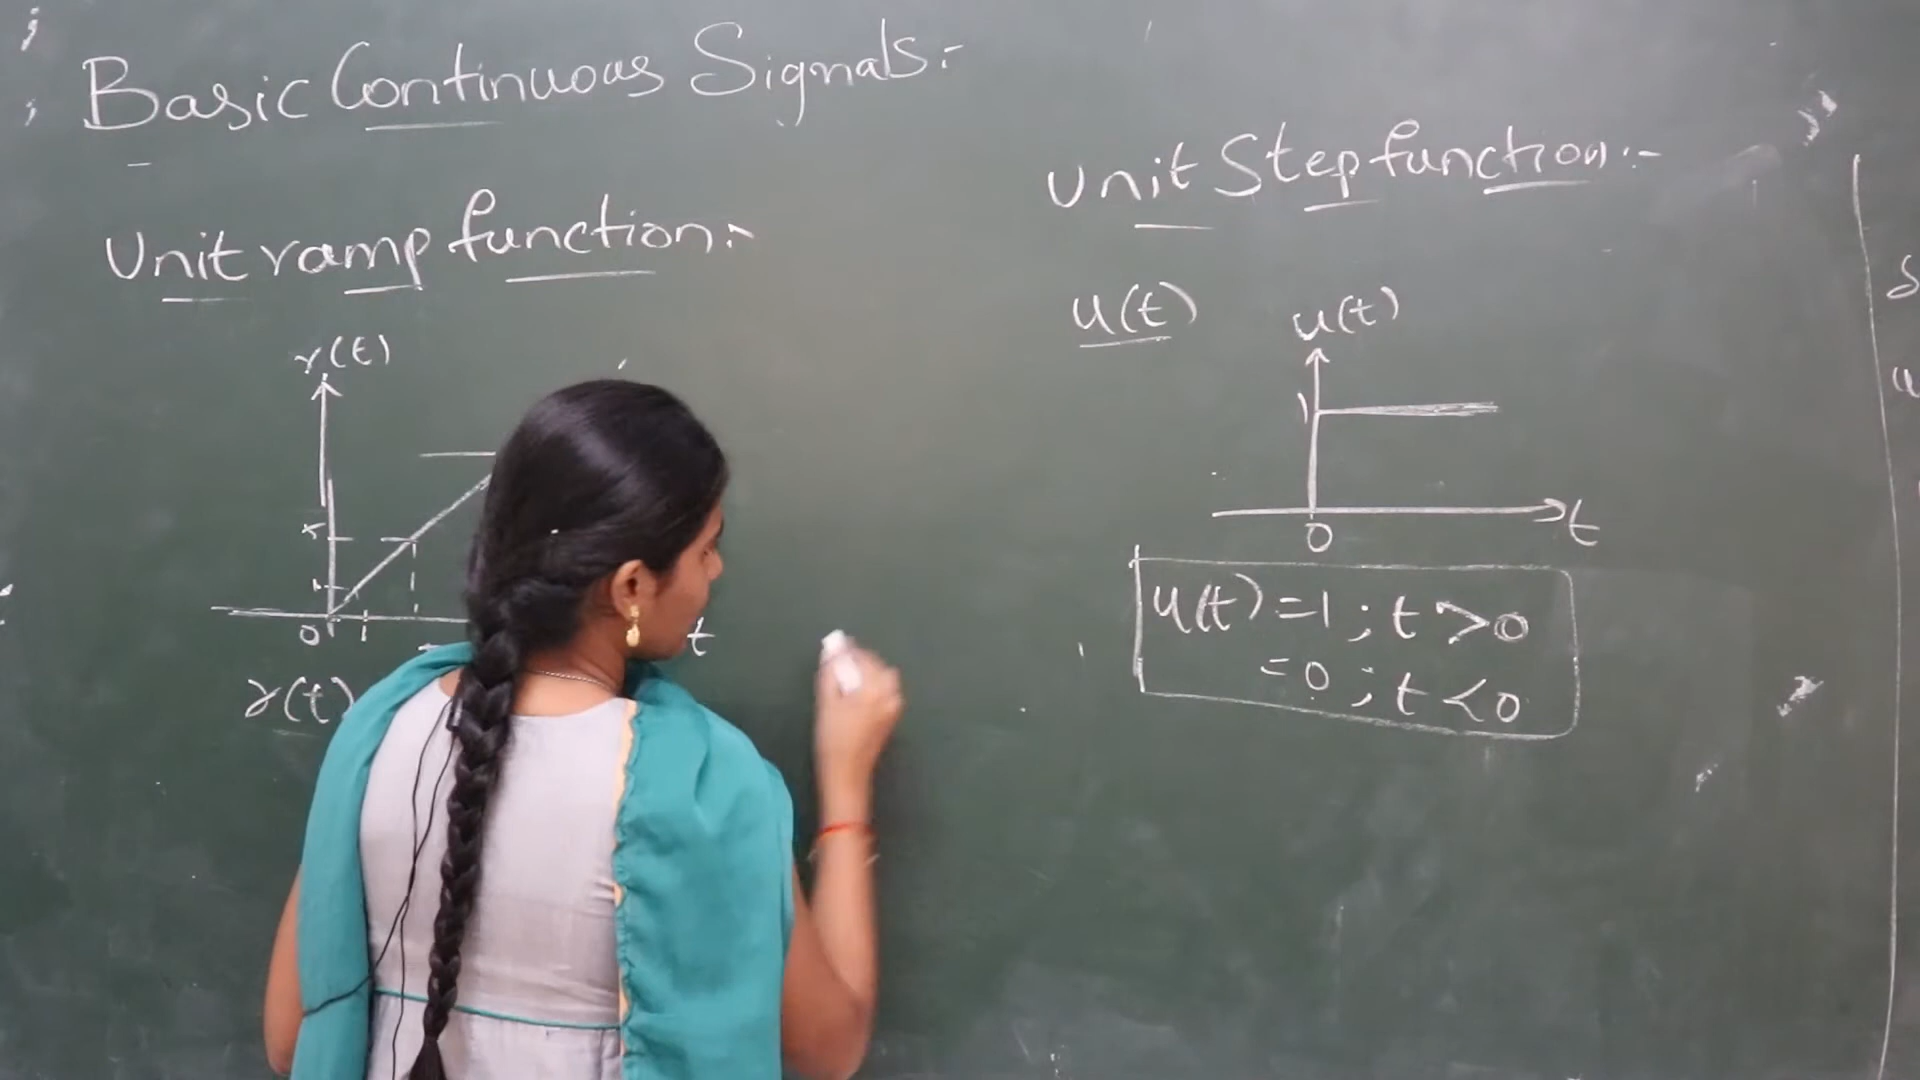 Basic Continuous Signals:-
Unit ramp function:-
r(t)
0 1
t
r(t)
Unit Step function:-
u(t)
u(t)
1
0
t
u(t) = 1 ; t > 0
= 0 ; t < 0